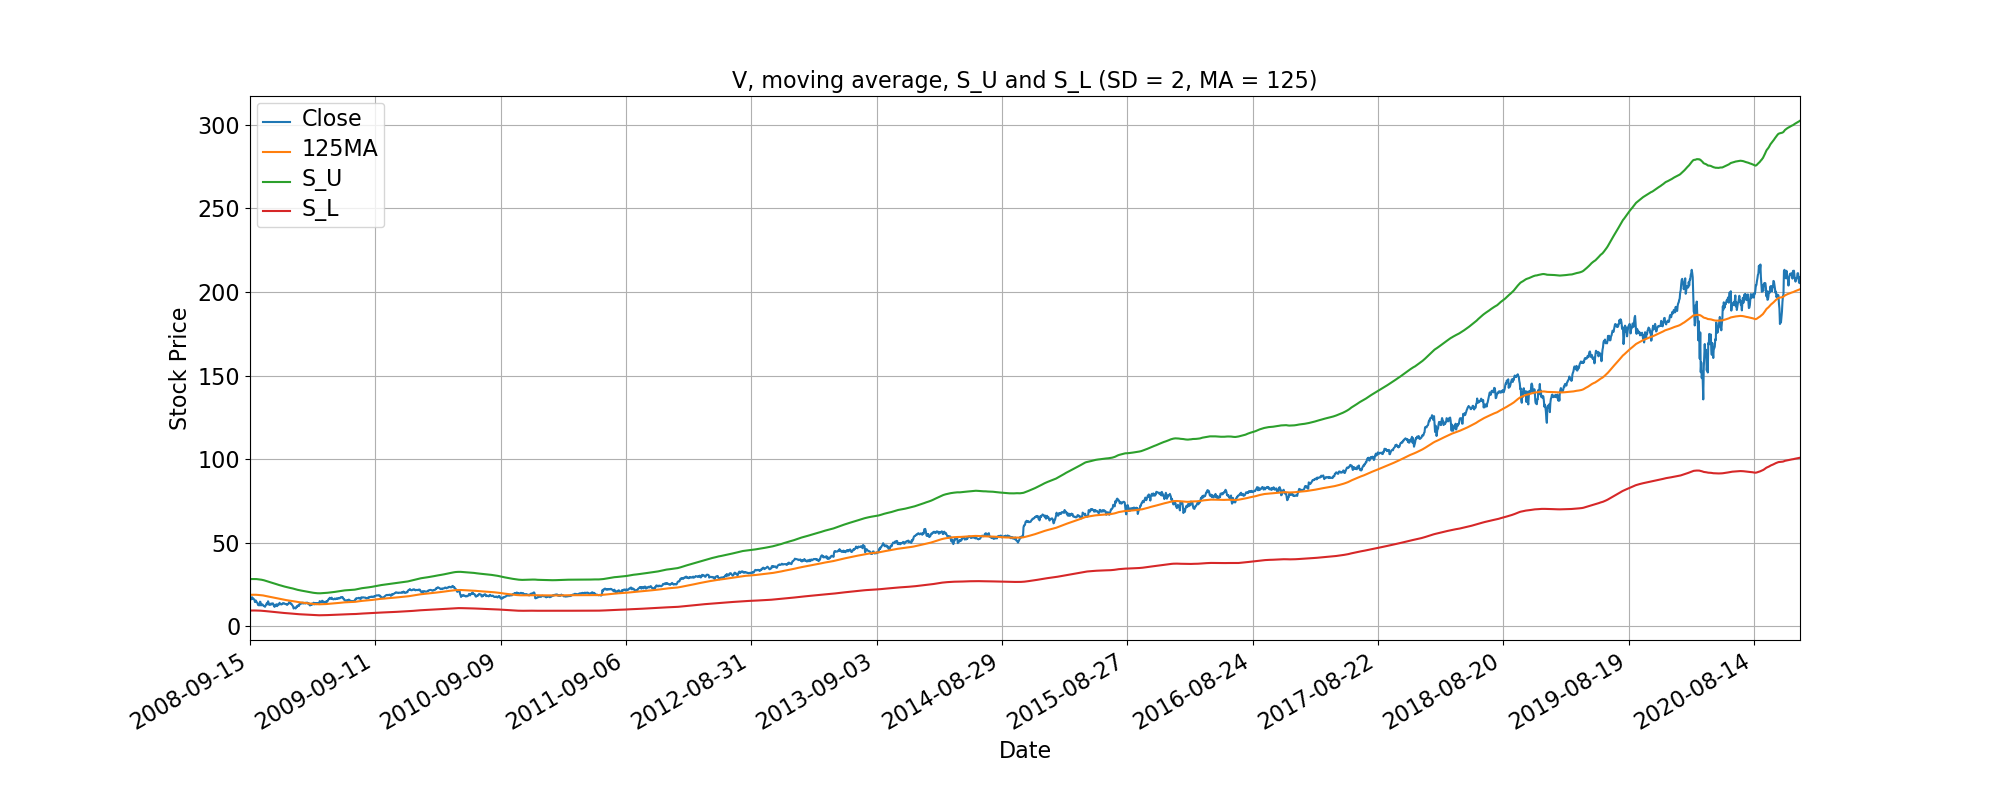 V, moving average, S_U and S_L (SD = 2, MA = 125)
Close
125MA
S_U
S_L
300
250
200
150
100
50
0
Stock Price
2008-09-15
2009-09-11
2010-09-09
2011-09-06
2012-08-31
2013-09-03
2014-08-29
2015-08-27
2016-08-24
2017-08-22
2018-08-20
2019-08-19
2020-08-14
Date